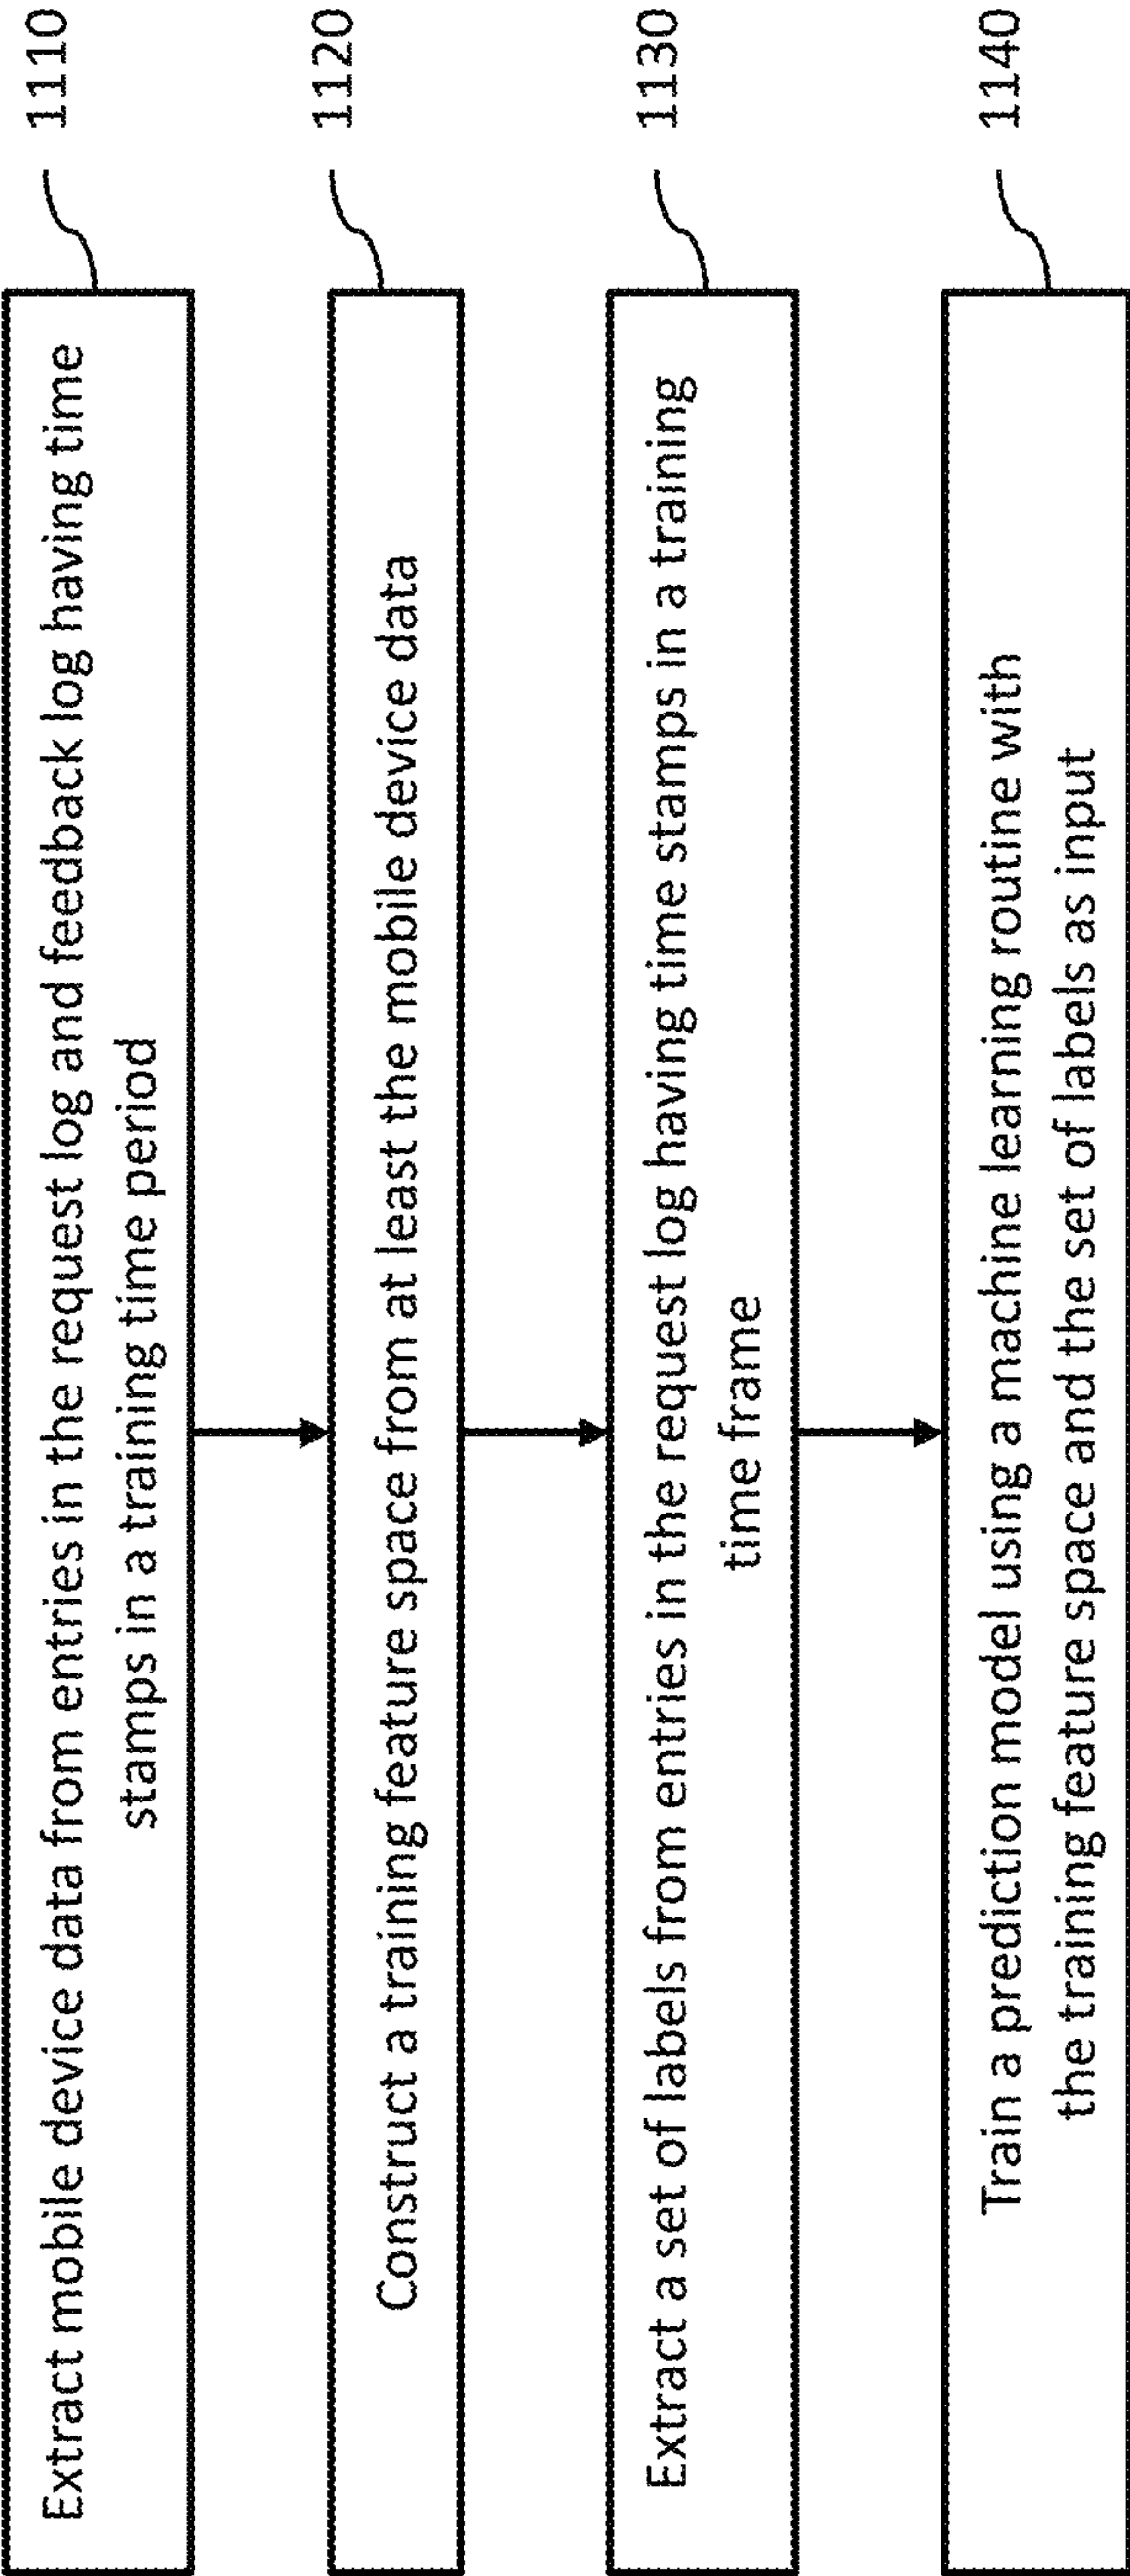 Extract mobile device data from entries in the request log and feedback log having time
stamps in a training time period
1110
Construct a training feature space from at least the mobile device data
1120
Extract a set of labels from entries in the request log having time stamps in a training
time frame
1130
Train a prediction model using a machine learning routine with
the training feature space and the set of labels as input
1140